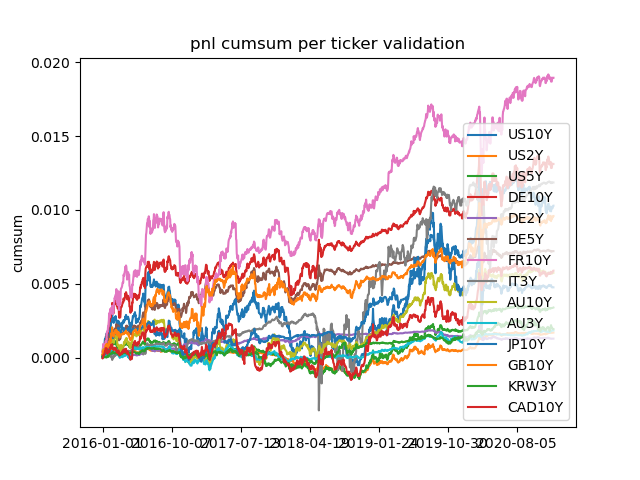 pnl cumsum per ticker validation
0.020
0.015
0.010
0.005
0.000
cumsum
US10Y
US2Y
US5Y
DE10Y
DE2Y
DE5Y
FR10Y
IT3Y
AU10Y
AU3Y
JP10Y
GB10Y
KRW3Y
CAD10Y
2016-01-01 2016-10-07 2017-07-13 2018-04-19 2019-01-24 2019-10-30 2020-08-05